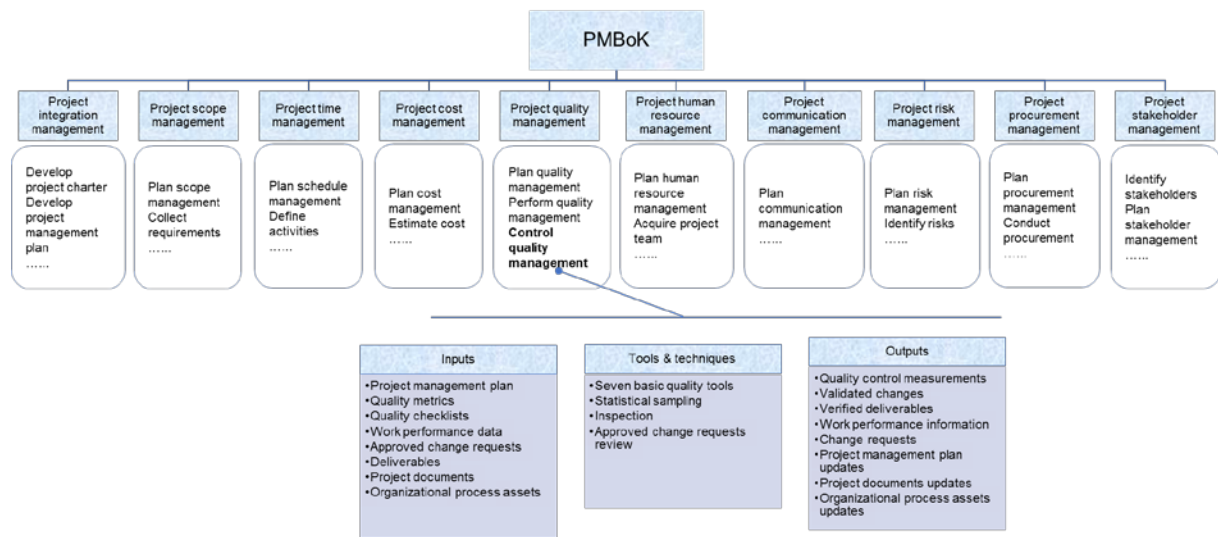 PMBoK
Project
integration
management
Project scope
management
Project time
management
Project cost
management
Project quality
management
Project human
resource
management
Project
communication
management
Project risk
management
Project
procurement
management
Project
stakeholder
management
Develop
project charter
Develop
project
management
plan
......
Plan scope
management
Collect
requirements
......
Plan schedule
management
Define
activities
......
Plan cost
management
Estimate cost
......
Plan quality
management
Perform quality
management
Control
quality
management
Plan human
resource
management
Acquire project
team
......
Plan
communication
management
......
Plan risk
management
Identify risks
......
Plan
procurement
management
Conduct
procurement
......
Identify
stakeholders
Plan
stakeholder
management
......
Inputs
•Project management plan
•Quality metrics
•Quality checklists
•Work performance data
•Approved change requests
•Deliverables
•Project documents
•Organizational process assets
Tools & techniques
•Seven basic quality tools
•Statistical sampling
•Inspection
•Approved change requests
review
Outputs
•Quality control measurements
•Validated changes
•Verified deliverables
•Work performance information
•Change requests
•Project management plan
updates
•Project documents updates
•Organizational process assets
updates